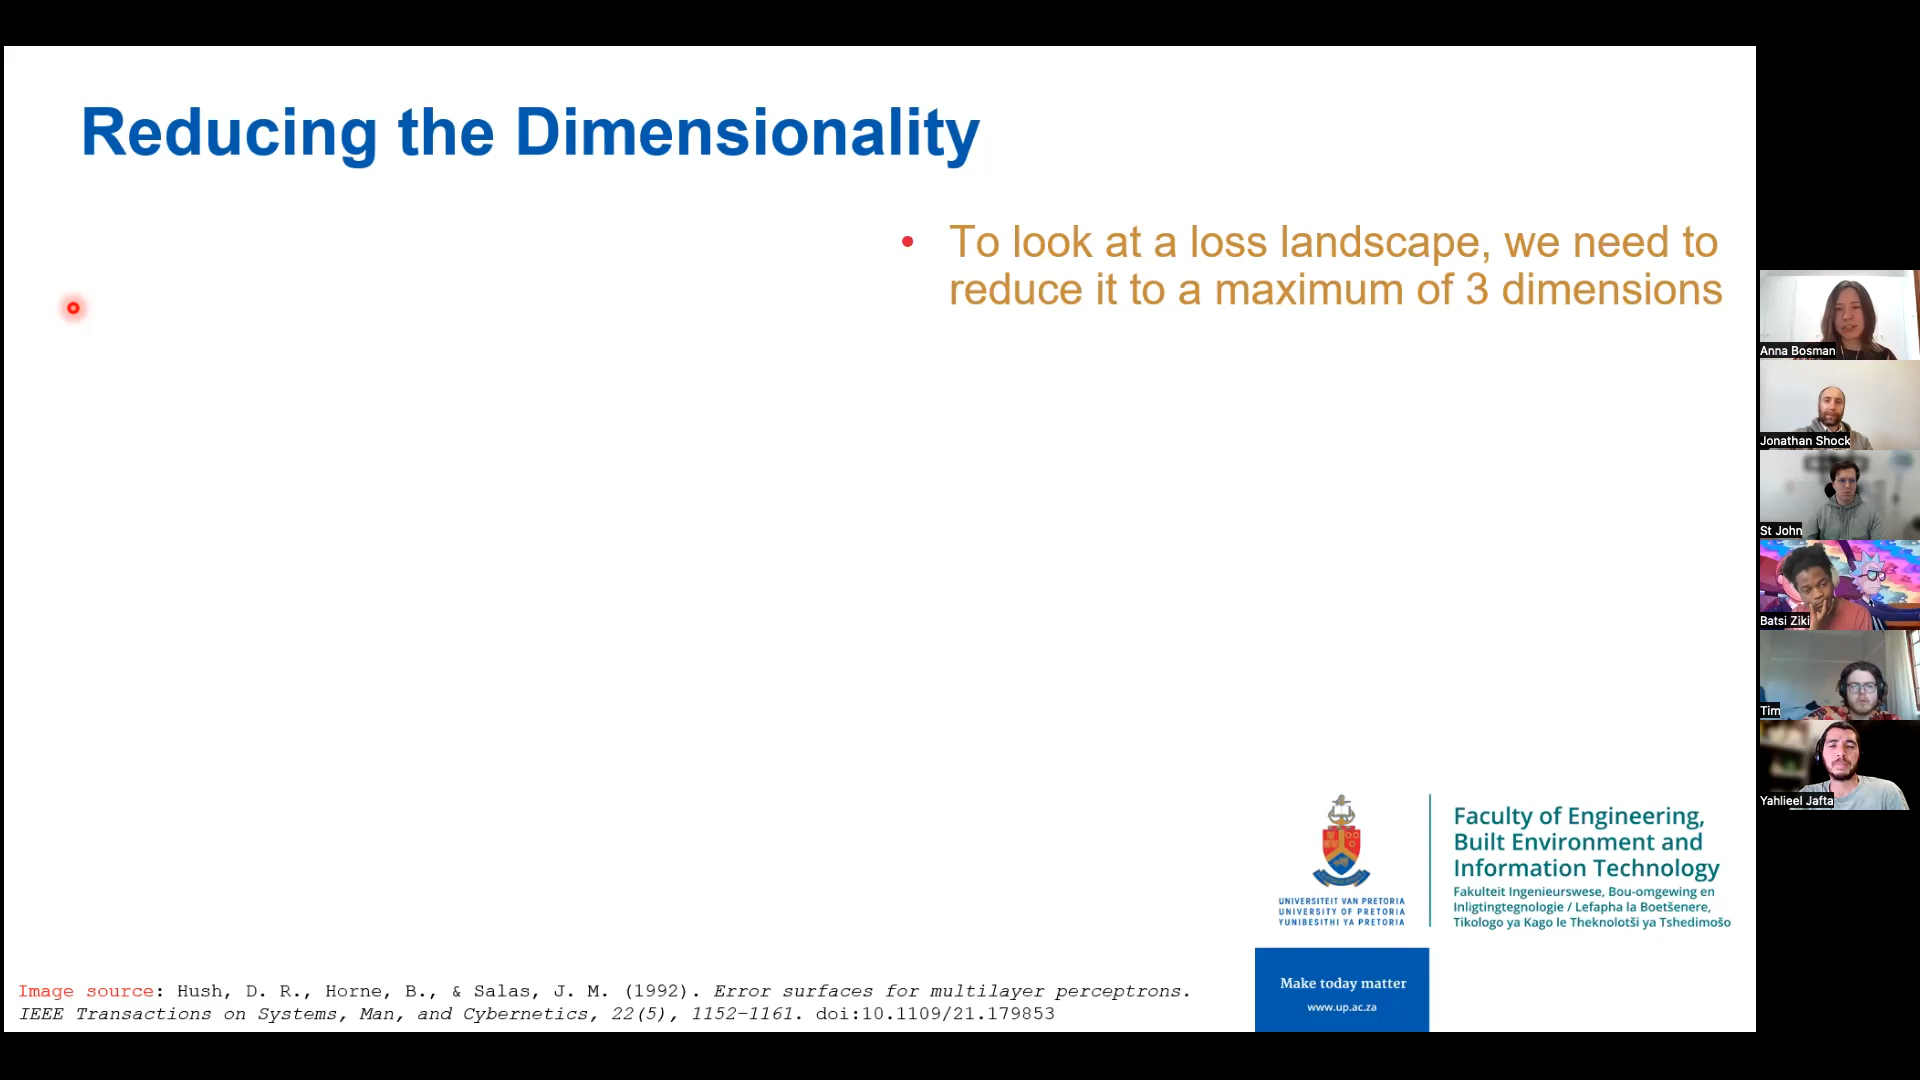 Reducing the Dimensionality
• To look at a loss landscape, we need to
reduce it to a maximum of 3 dimensions
Anna Bosman
Jonathan Shock
St John
Batsi Ziki
Tim
Yahlieel Jafta
UNIVERSITEIT VAN PRETORIA
UNIVERSITY OF PRETORIA
YUNIBESITHI YA PRETORIA
Faculty of Engineering,
Built Environment and
Information Technology
Fakulteit Ingenieurswese, Bou-omgewing en
Inligtingtegnologie / Lefapha la Boetšenere,
Tikologo ya Kago le Theknolotši ya Tshedimošo
Make today matter
www.up.ac.za
Image source: Hush, D. R., Horne, B., & Salas, J. M. (1992). Error surfaces for multilayer perceptrons.
IEEE Transactions on Systems, Man, and Cybernetics, 22(5), 1152–1161. doi:10.1109/21.179853